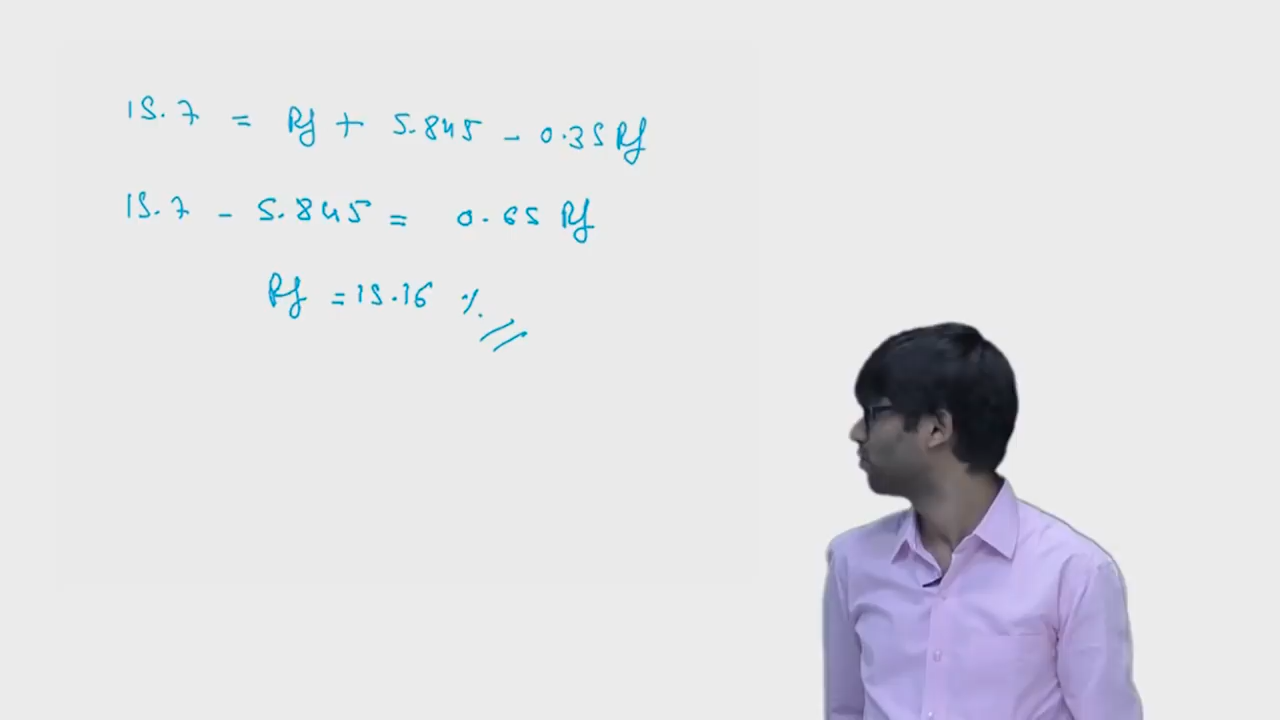 15.7 = Rf + 5.845 - 0.35 Rf
15.7 - 5.845 = 0.65 Rf
Rf = 15.16 %